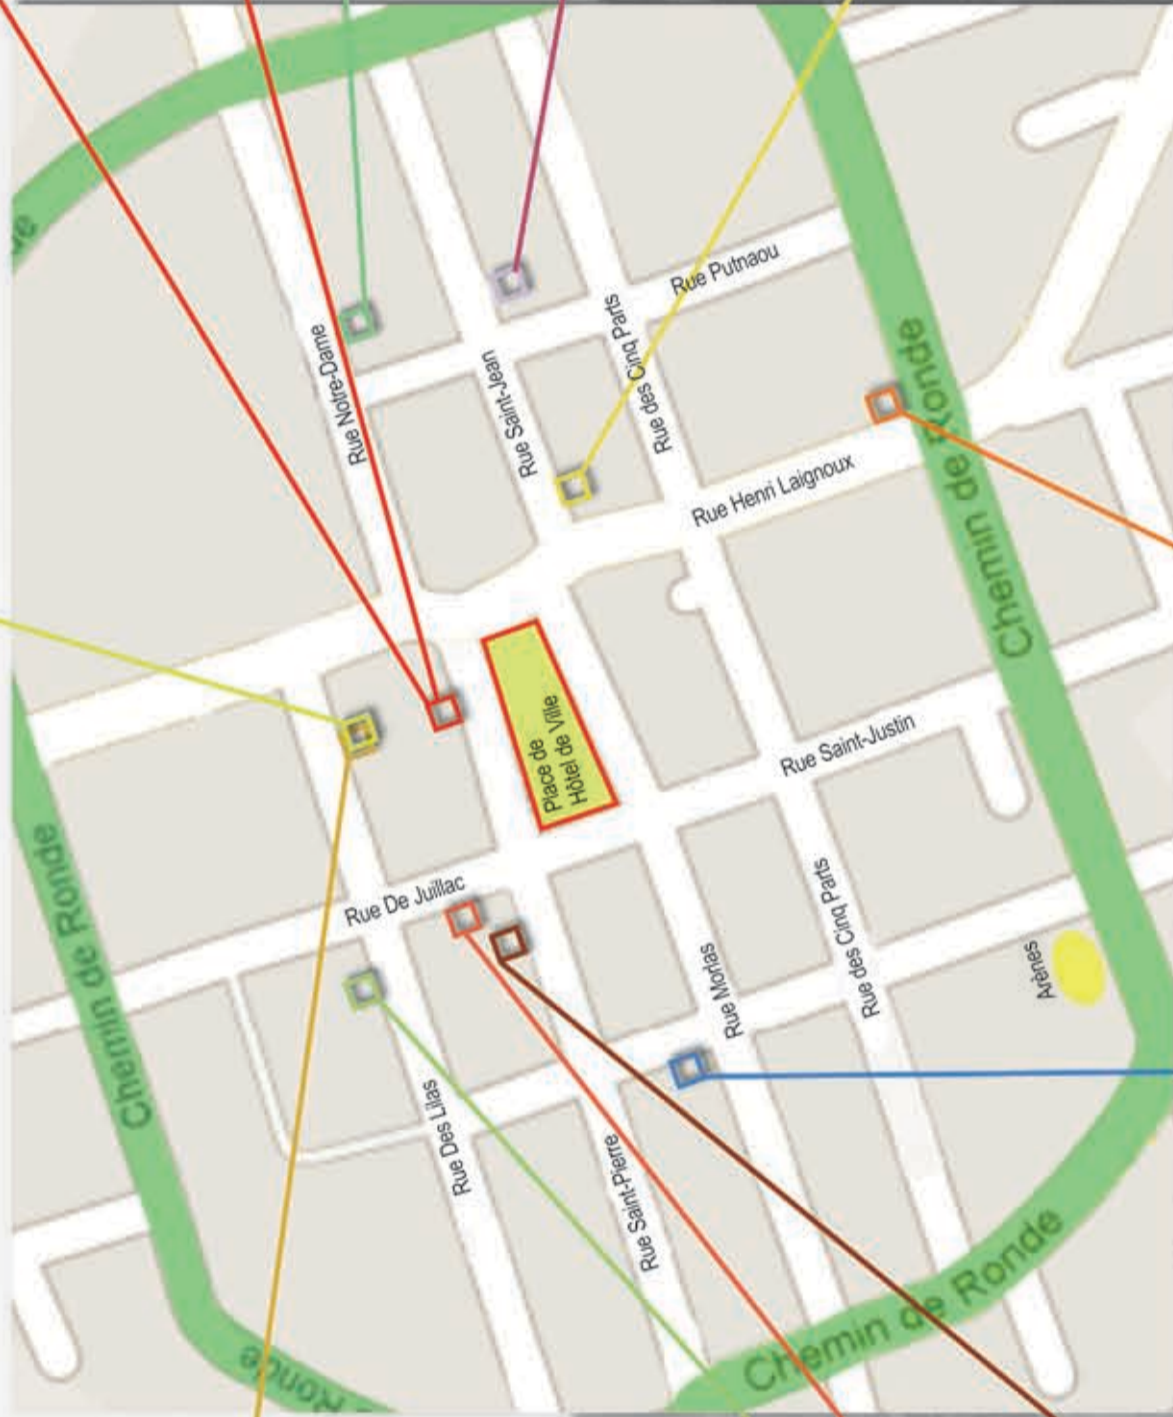 de
Rue Putnaou
Rue Notre-Dame
Rue Saint-Jean
Rue des Cinq Parts
Chemin de Ronde
Rue Henri Laignoux
Place de
Hôtel de Ville
Rue Saint-Justin
Chemin de Ronde
Rue De Juillac
Rue des Cinq Parts
Rue Morlas
Arènes
Rue Des Lilas
Rue Saint-Pierre
Chemin de Ronde
Ronde